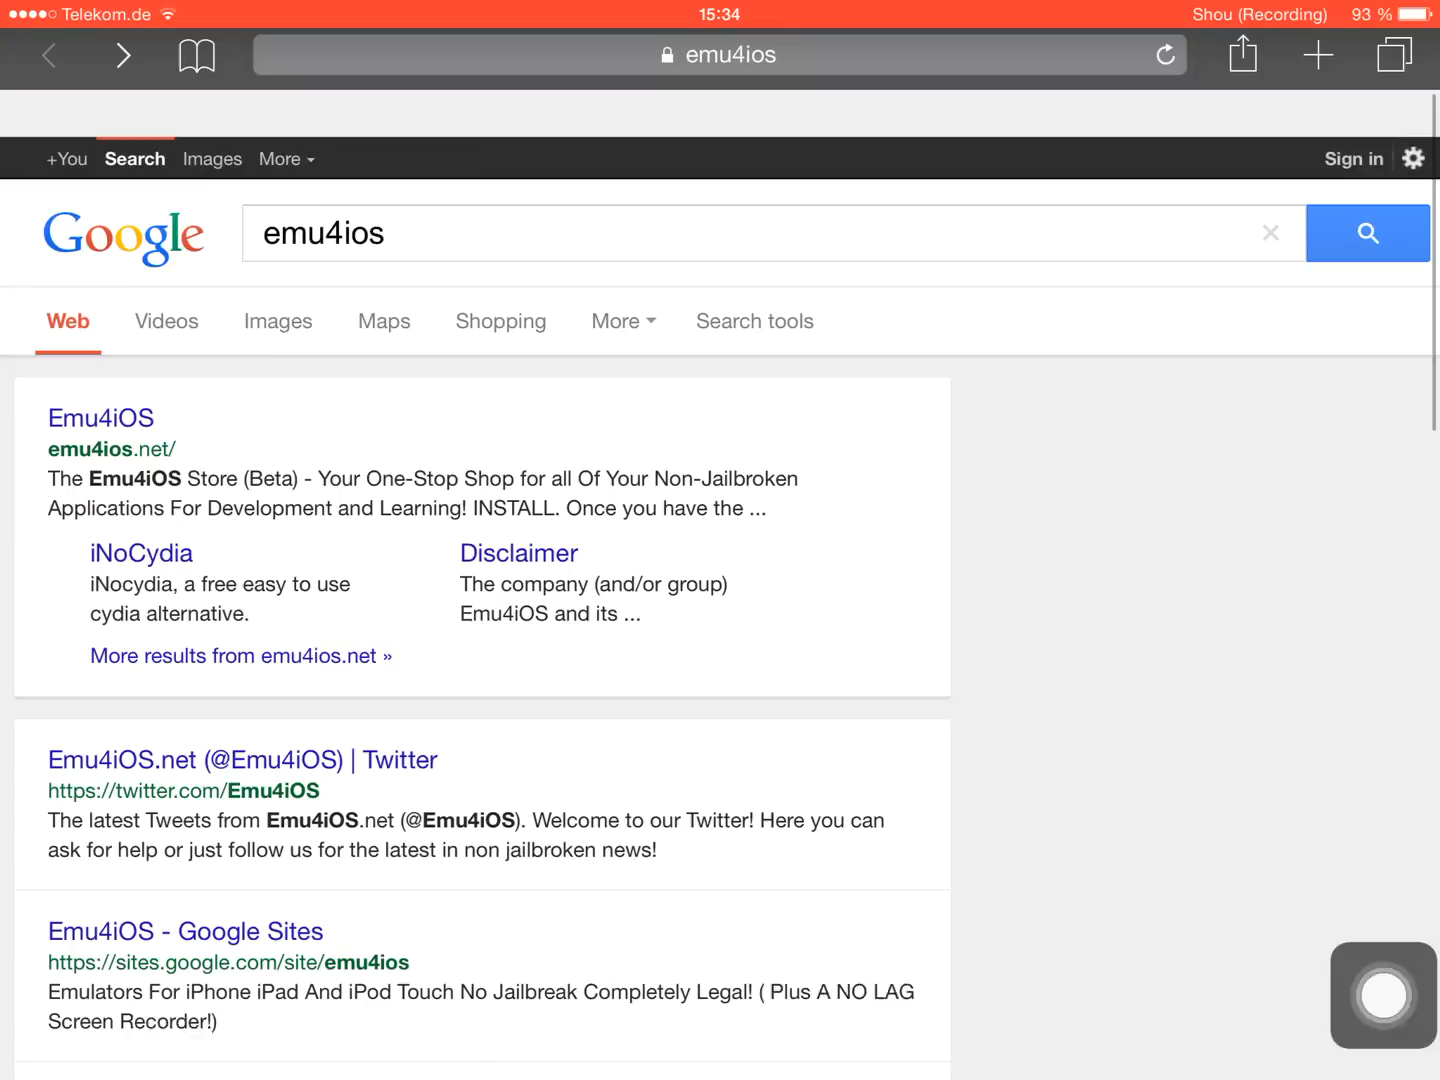 Telekom.de 15:34 Shou (Recording) 93 %
emu4ios
+You Search Images More Sign in
Google emu4ios
Web Videos Images Maps Shopping More Search tools
Emu4iOS
emu4ios.net/
The Emu4iOS Store (Beta) - Your One-Stop Shop for all Of Your Non-Jailbroken
Applications For Development and Learning! INSTALL. Once you have the ...
iNoCydia
iNocydia, a free easy to use
cydia alternative.
Disclaimer
The company (and/or group)
Emu4iOS and its ...
More results from emu4ios.net »
Emu4iOS.net (@Emu4iOS) | Twitter
https://twitter.com/Emu4iOS
The latest Tweets from Emu4iOS.net (@Emu4iOS). Welcome to our Twitter! Here you can
ask for help or just follow us for the latest in non jailbroken news!
Emu4iOS - Google Sites
https://sites.google.com/site/emu4ios
Emulators For iPhone iPad And iPod Touch No Jailbreak Completely Legal! ( Plus A NO LAG
Screen Recorder!)